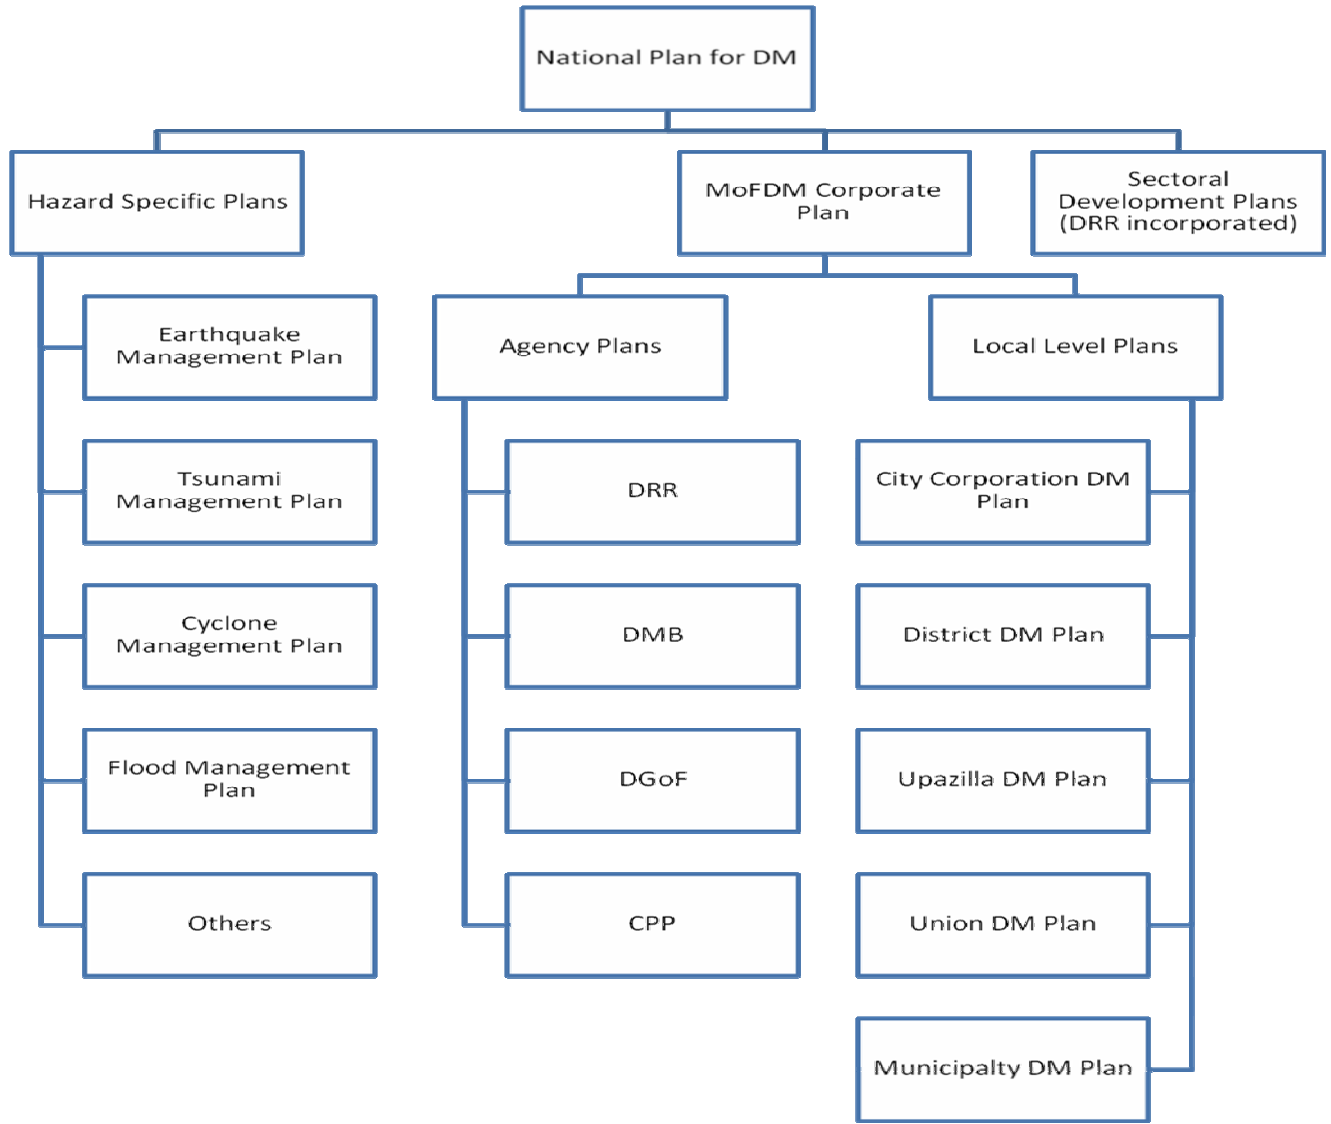 National Plan for DM
Hazard Specific Plans
MoFDM Corporate
Plan
Sectoral
Development Plans
(DRR incorporated)
Earthquake
Management Plan
Tsunami
Management Plan
Cyclone
Management Plan
Flood Management
Plan
Others
Agency Plans
DRR
DMB
DGoF
CPP
Local Level Plans
City Corporation DM
Plan
District DM Plan
Upazilla DM Plan
Union DM Plan
Municipalty DM Plan